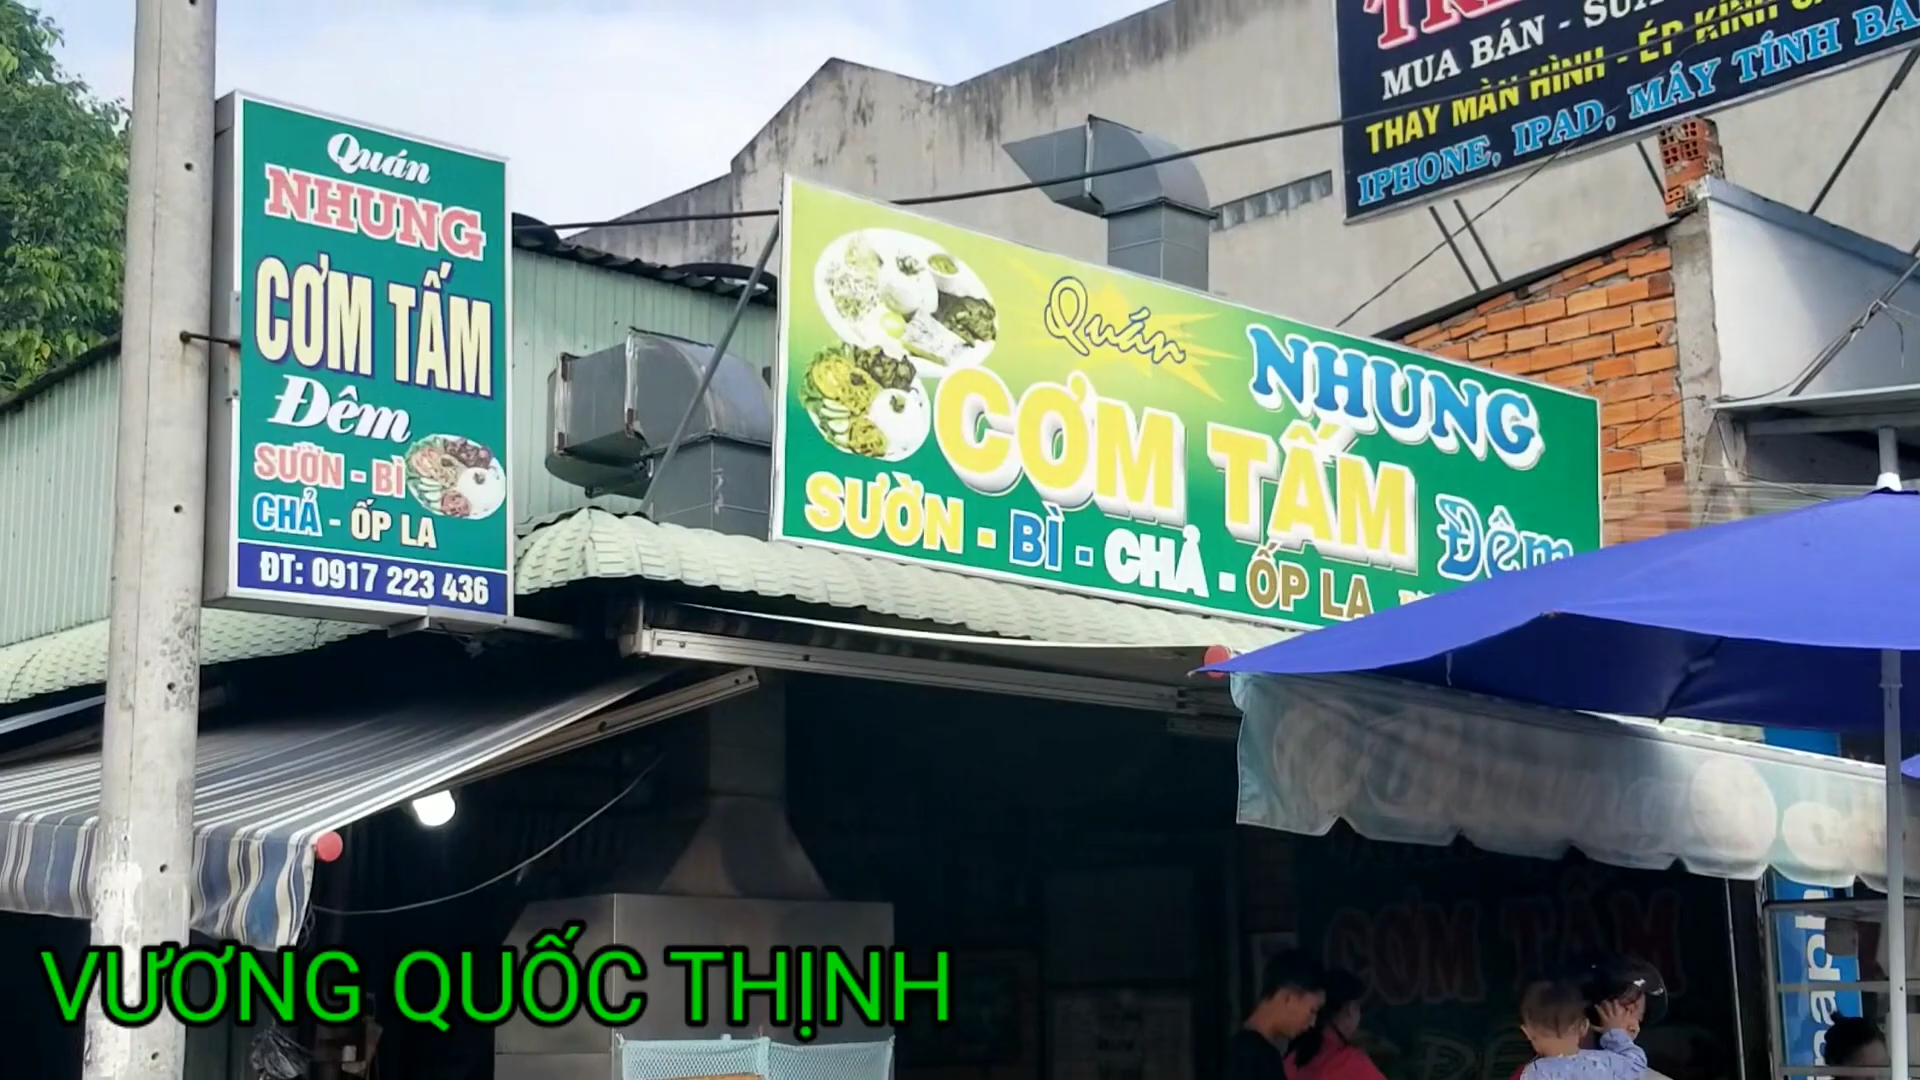 Quán
NHUNG
CƠM TẤM
Đêm
SƯỜN - BÌ
CHẢ - ỐP LA
ĐT: 0917 223 436
Quán NHUNG
CƠM TẤM Đêm
SƯỜN - BÌ - CHẢ - ỐP LA
MUA BÁN -
THAY MÀN HÌNH - ÉP KÍNH
IPHONE, IPAD, MÁY TÍNH
CƠM TẤM
VƯƠNG QUỐC THỊNH